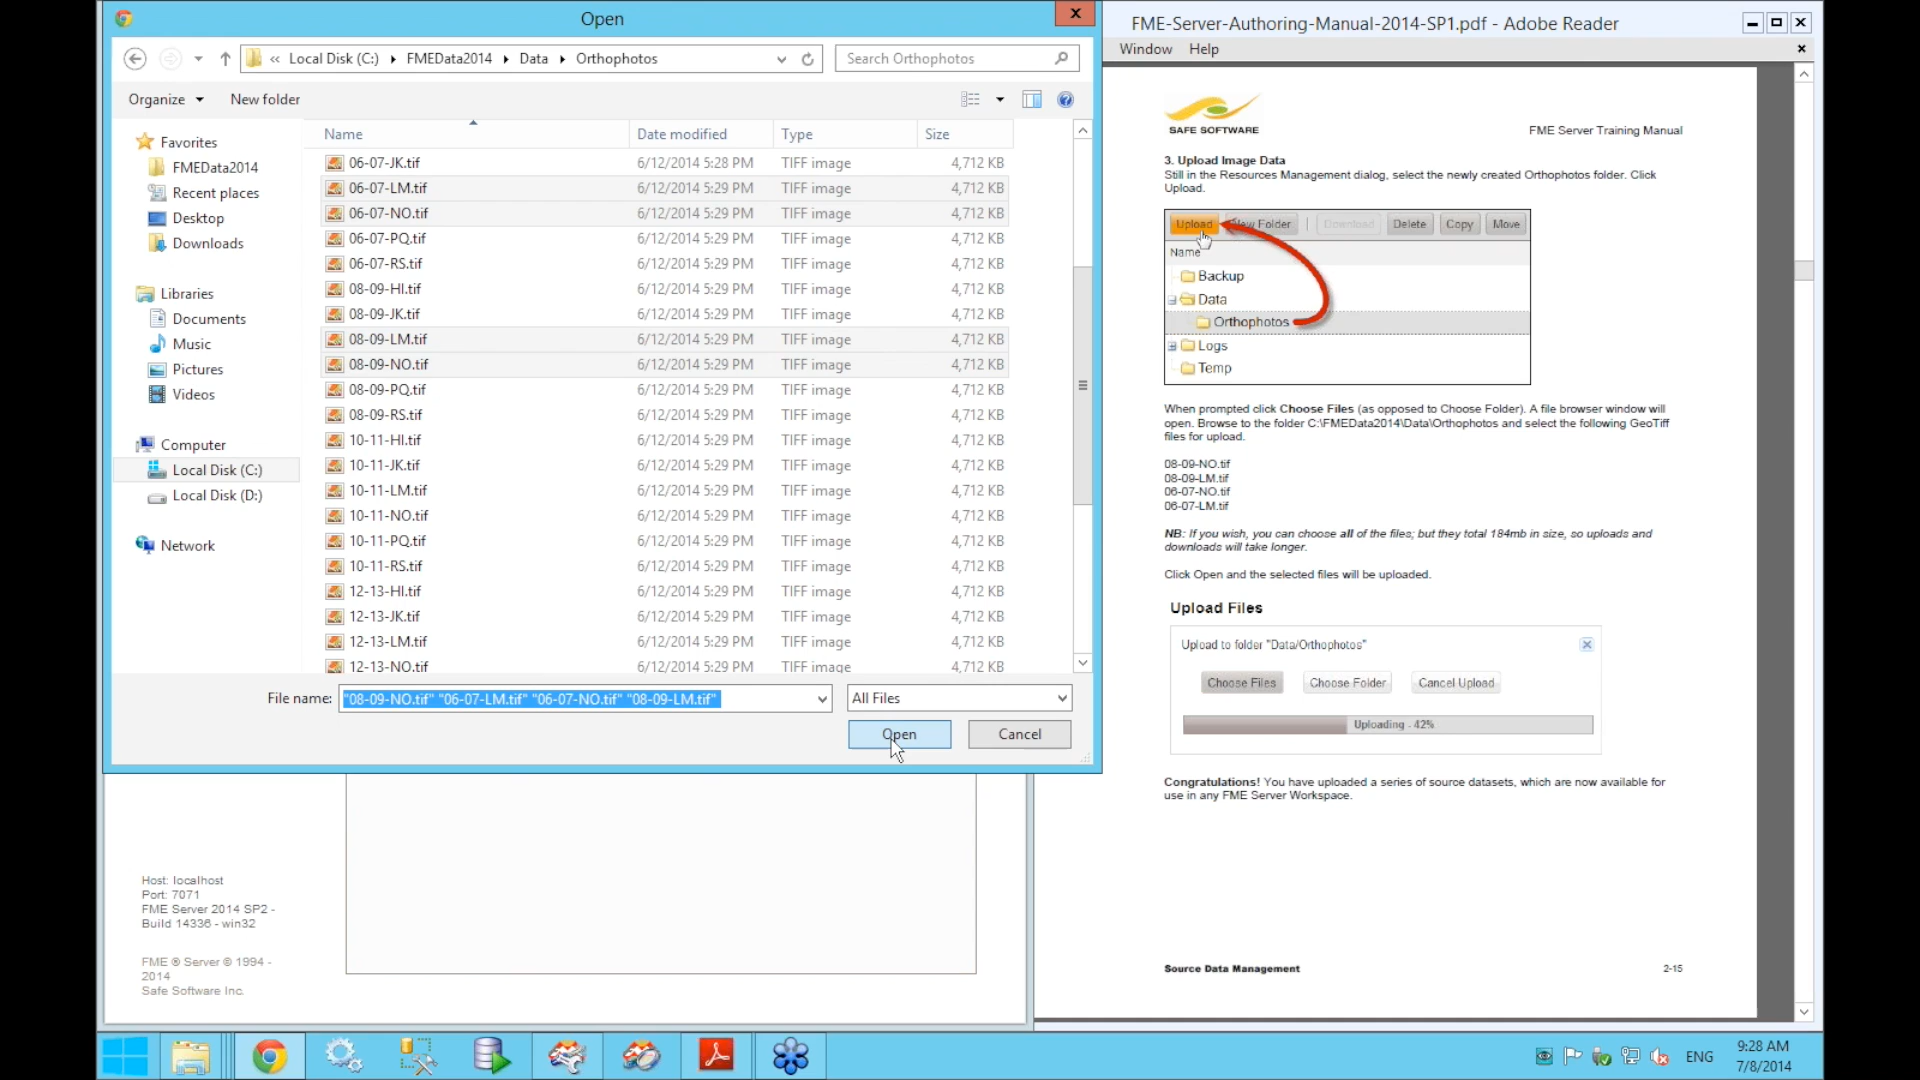 Open
x
FME-Server-Authoring-Manual-2014-SP1.pdf - Adobe Reader
Window Help
« Local Disk (C:) FMEData2014 Data Orthophotos
Search Orthophotos
Organize New folder
Favorites
FMEData2014
Recent places
Desktop
Downloads
Libraries
Documents
Music
Pictures
Videos
Computer
Local Disk (C:)
Local Disk (D:)
Network
Name Date modified Type Size
06-07-JK.tif 6/12/2014 5:28 PM TIFF image 4,712 KB
06-07-LM.tif 6/12/2014 5:29 PM TIFF image 4,712 KB
06-07-NO.tif 6/12/2014 5:29 PM TIFF image 4,712 KB
06-07-PQ.tif 6/12/2014 5:29 PM TIFF image 4,712 KB
06-07-RS.tif 6/12/2014 5:29 PM TIFF image 4,712 KB
08-09-HI.tif 6/12/2014 5:29 PM TIFF image 4,712 KB
08-09-JK.tif 6/12/2014 5:29 PM TIFF image 4,712 KB
08-09-LM.tif 6/12/2014 5:29 PM TIFF image 4,712 KB
08-09-NO.tif 6/12/2014 5:29 PM TIFF image 4,712 KB
08-09-PQ.tif 6/12/2014 5:29 PM TIFF image 4,712 KB
08-09-RS.tif 6/12/2014 5:29 PM TIFF image 4,712 KB
10-11-HI.tif 6/12/2014 5:29 PM TIFF image 4,712 KB
10-11-JK.tif 6/12/2014 5:29 PM TIFF image 4,712 KB
10-11-LM.tif 6/12/2014 5:29 PM TIFF image 4,712 KB
10-11-NO.tif 6/12/2014 5:29 PM TIFF image 4,712 KB
10-11-PQ.tif 6/12/2014 5:29 PM TIFF image 4,712 KB
10-11-RS.tif 6/12/2014 5:29 PM TIFF image 4,712 KB
12-13-HI.tif 6/12/2014 5:29 PM TIFF image 4,712 KB
12-13-JK.tif 6/12/2014 5:29 PM TIFF image 4,712 KB
12-13-LM.tif 6/12/2014 5:29 PM TIFF image 4,712 KB
12-13-NO.tif 6/12/2014 5:29 PM TIFF image 4,712 KB
File name: "08-09-NO.tif" "06-07-LM.tif" "06-07-NO.tif" "08-09-LM.tif" All Files
Open Cancel
Host: localhost
Port: 7071
FME Server 2014 SP2 -
Build 14336 - win32
FME ® Server © 1994 -
2014
Safe Software Inc.
SAFE SOFTWARE
FME Server Training Manual
3. Upload Image Data
Still in the Resources Management dialog, select the newly created Orthophotos folder. Click
Upload.
Upload New Folder Download Delete Copy Move
Name
Backup
Data
Orthophotos
Logs
Temp
When prompted click Choose Files (as opposed to Choose Folder). A file browser window will
open. Browse to the folder C:\FMEData2014\Data\Orthophotos and select the following GeoTiff
files for upload.
08-09-NO.tif
08-09-LM.tif
06-07-NO.tif
06-07-LM.tif
NB: If you wish, you can choose all of the files; but they total 184mb in size, so uploads and
downloads will take longer.
Click Open and the selected files will be uploaded.
Upload Files
Upload to folder "Data/Orthophotos"
Choose Files Choose Folder Cancel Upload
Uploading - 42%
Congratulations! You have uploaded a series of source datasets, which are now available for
use in any FME Server Workspace.
Source Data Management 2-15
ENG
9:28 AM
7/8/2014